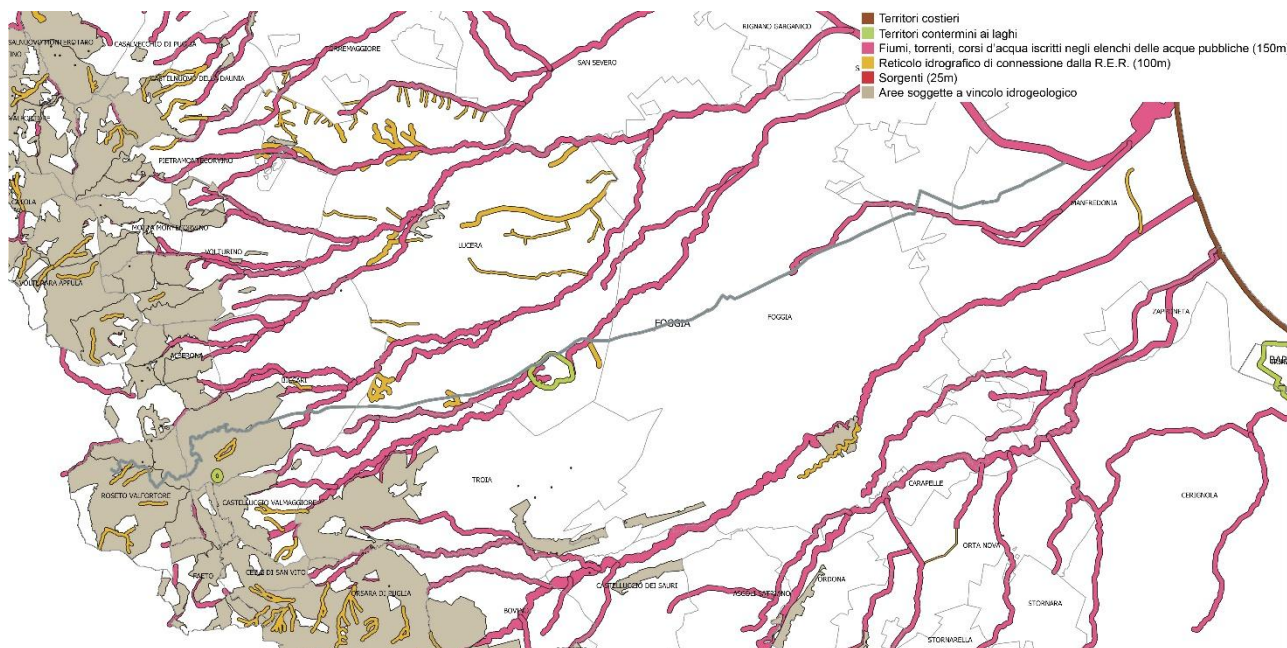 Territori costieri
Territori contermini ai laghi
Fiumi, torrenti, corsi d'acqua iscritti negli elenchi delle acque pubbliche (150m)
Reticolo idrografico di connessione dalla R.E.R. (100m)
Sorgenti (25m)
Aree soggette a vincolo idrogeologico
RIGNANO GARGANICO
CASALVECCHIO DI PUGLIA
TORREMAGGIORE
SAN SEVERO
CASTELNUOVO DELLA DAUNIA
PIETRAMONTECORVINO
MANFREDONIA
MOTTA MONTECORVINO
VOLTURINO
LUCERA
VOLTURARA APPULA
ZAPPONETA
FOGGIA
FOGGIA
ALBERONA
BICCARI
TROIA
CARAPELLE
ROSETO VALFORTORE
CASTELLUCCIO VALMAGGIORE
CERIGNOLA
ORTA NOVA
CELLE DI SAN VITO
FAETO
ORSARA DI PUGLIA
CASTELLUCCIO DEI SAURI
ORDONA
ASCOLI SATRIANO
STORNARA
BOVINO
STORNARELLA